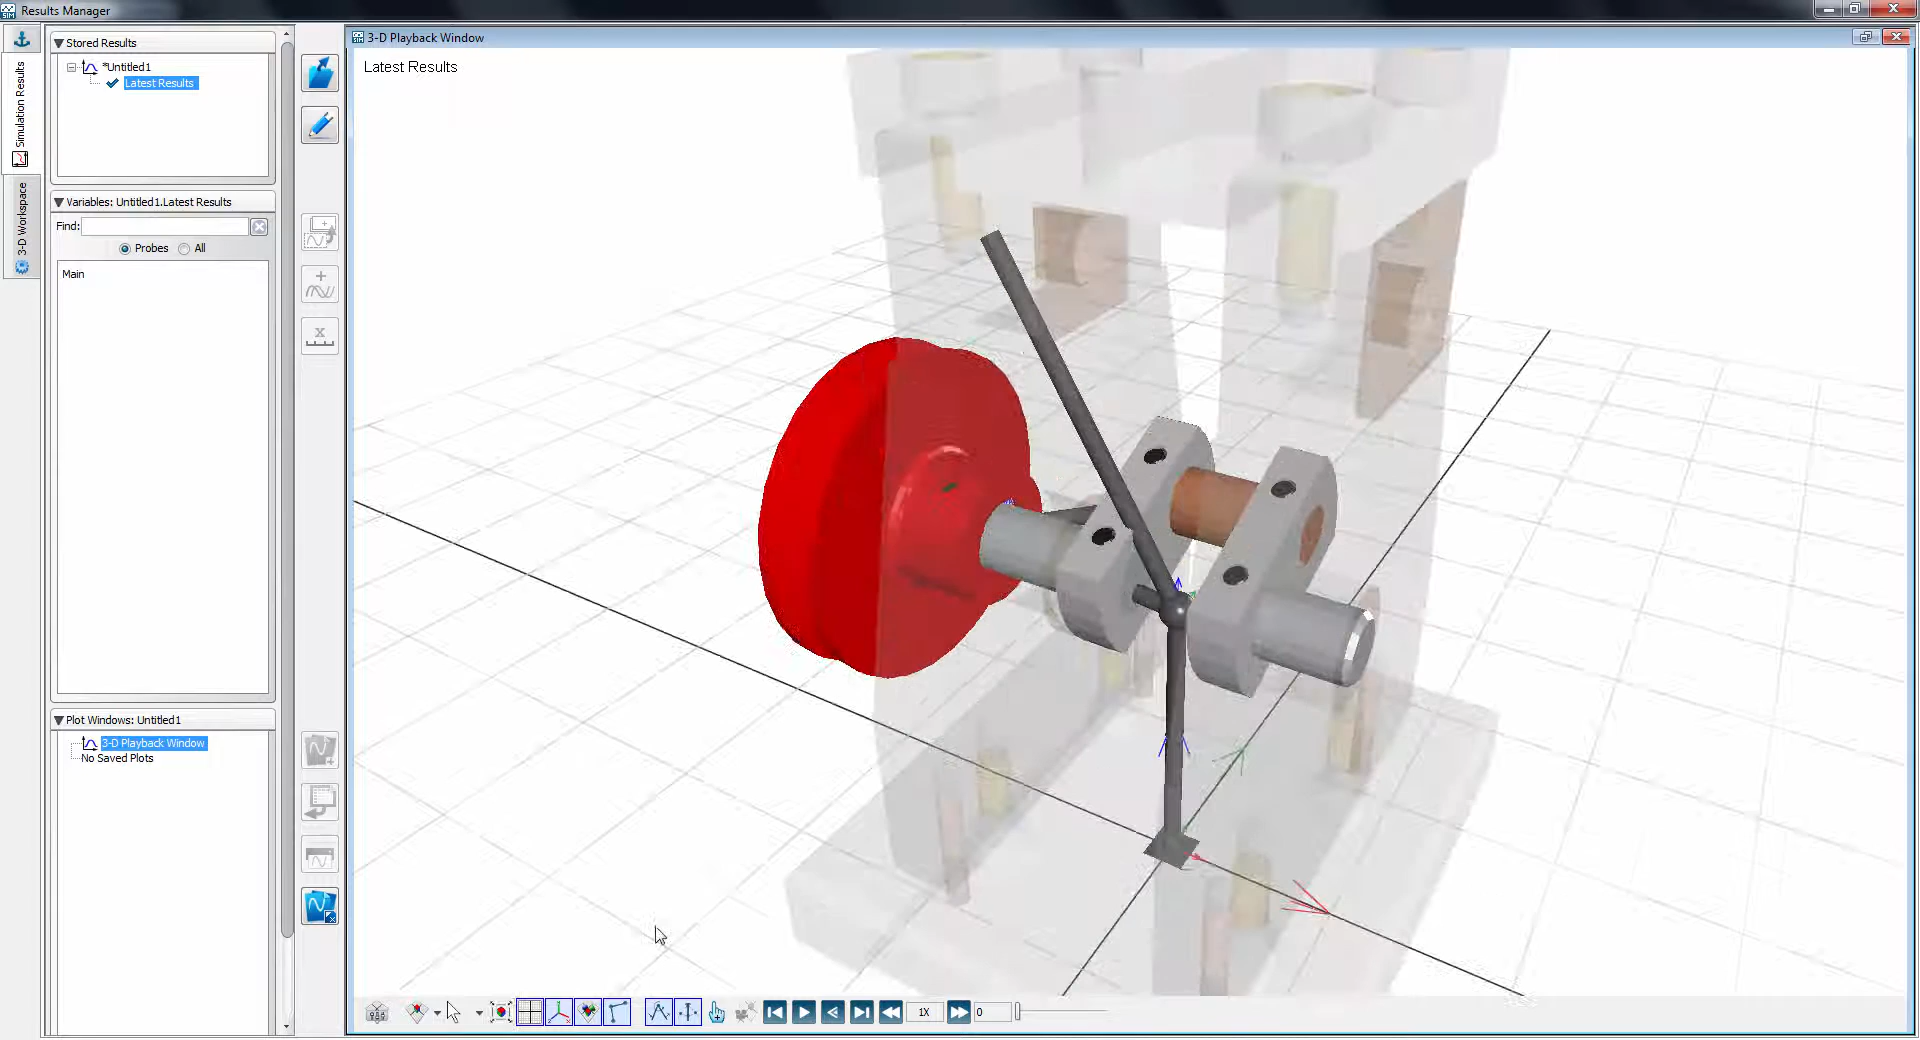 Results Manager
Simulation Results
3-D Workspace
Stored Results
*Untitled1
Latest Results
Variables: Untitled1.Latest Results
Find:
Probes
All
Main
Plot Windows: Untitled1
3-D Playback Window
No Saved Plots
3-D Playback Window
Latest Results
1X
0